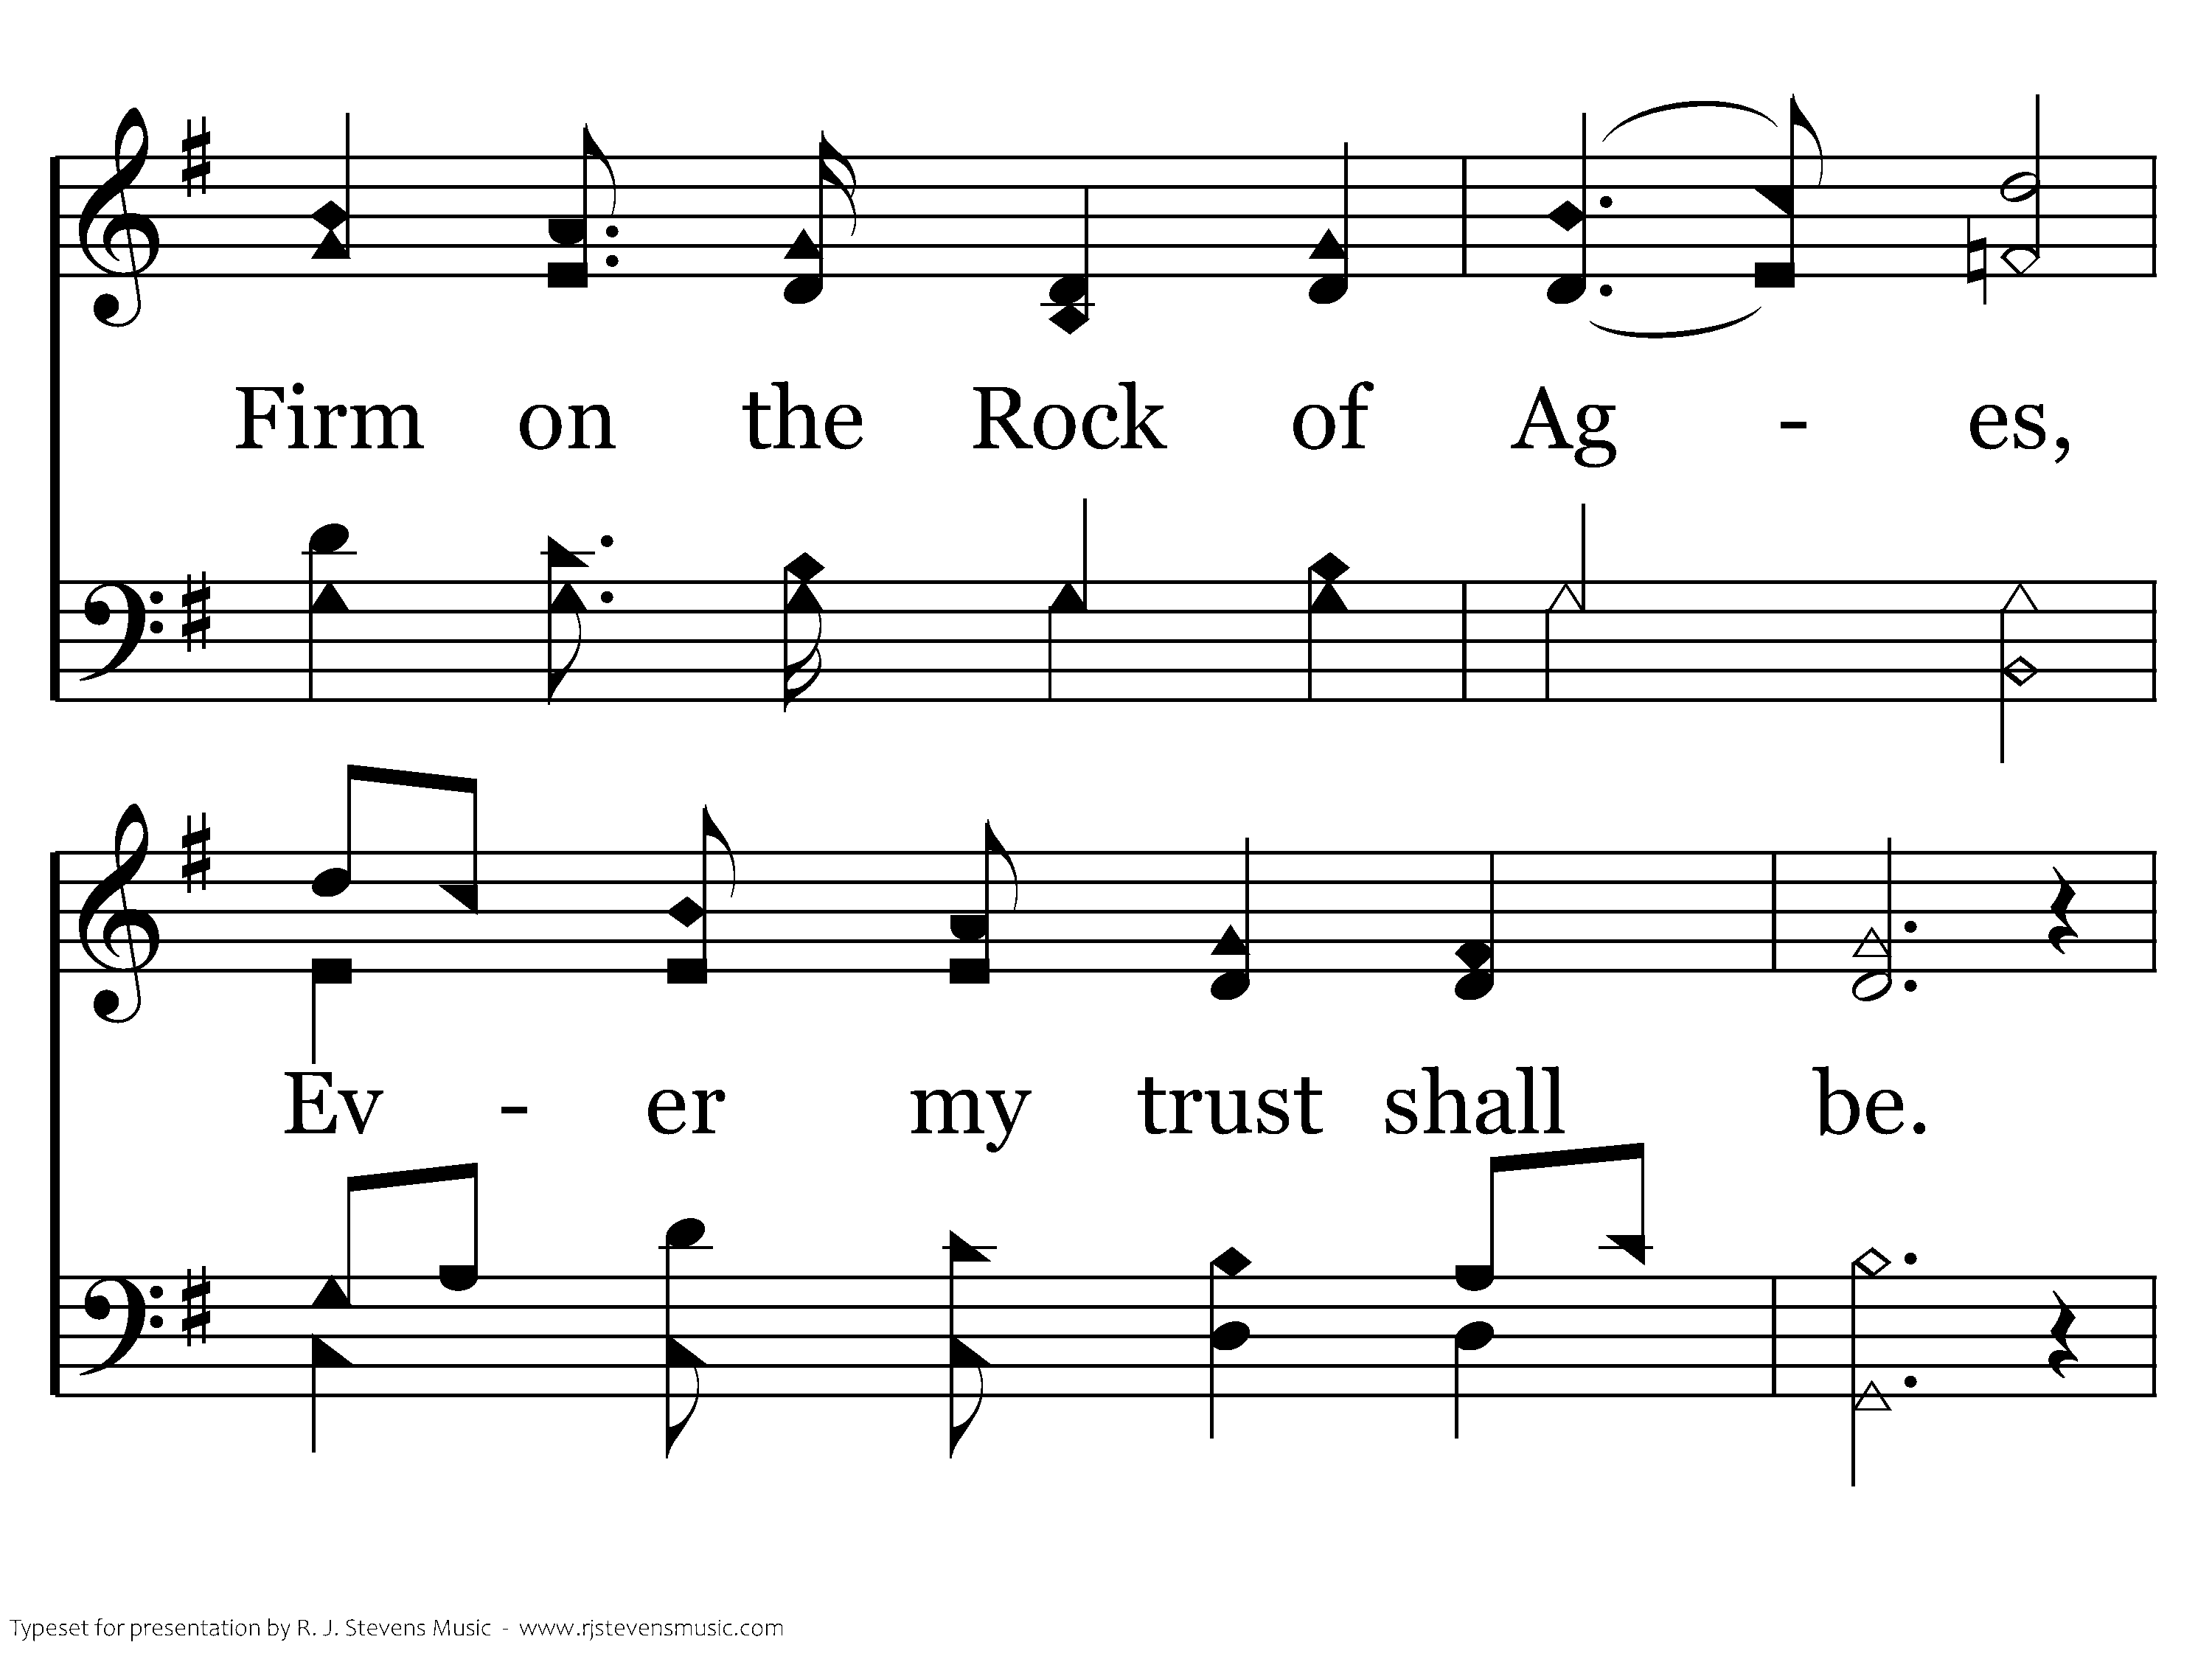 Firm on the Rock of Ag - es,
Ev - er my trust shall be.
Typeset for presentation by R. J. Stevens Music - www.rjstevensmusic.com